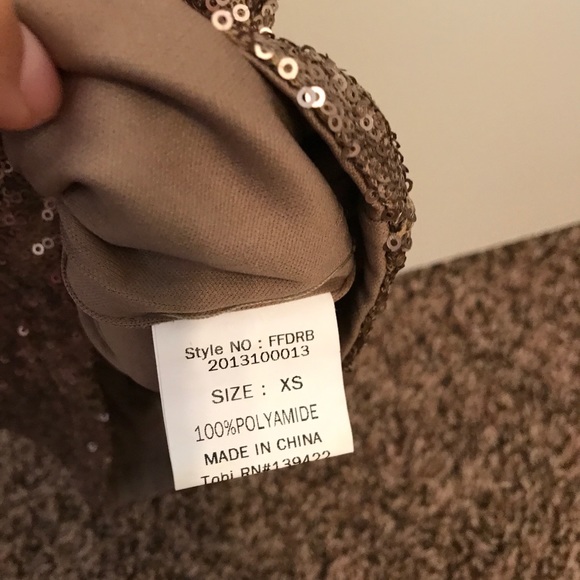 Style NO : FFDRB
2013100013
SIZE : XS
100%POLYAMIDE
MADE IN CHINA
Tobi RN#139422